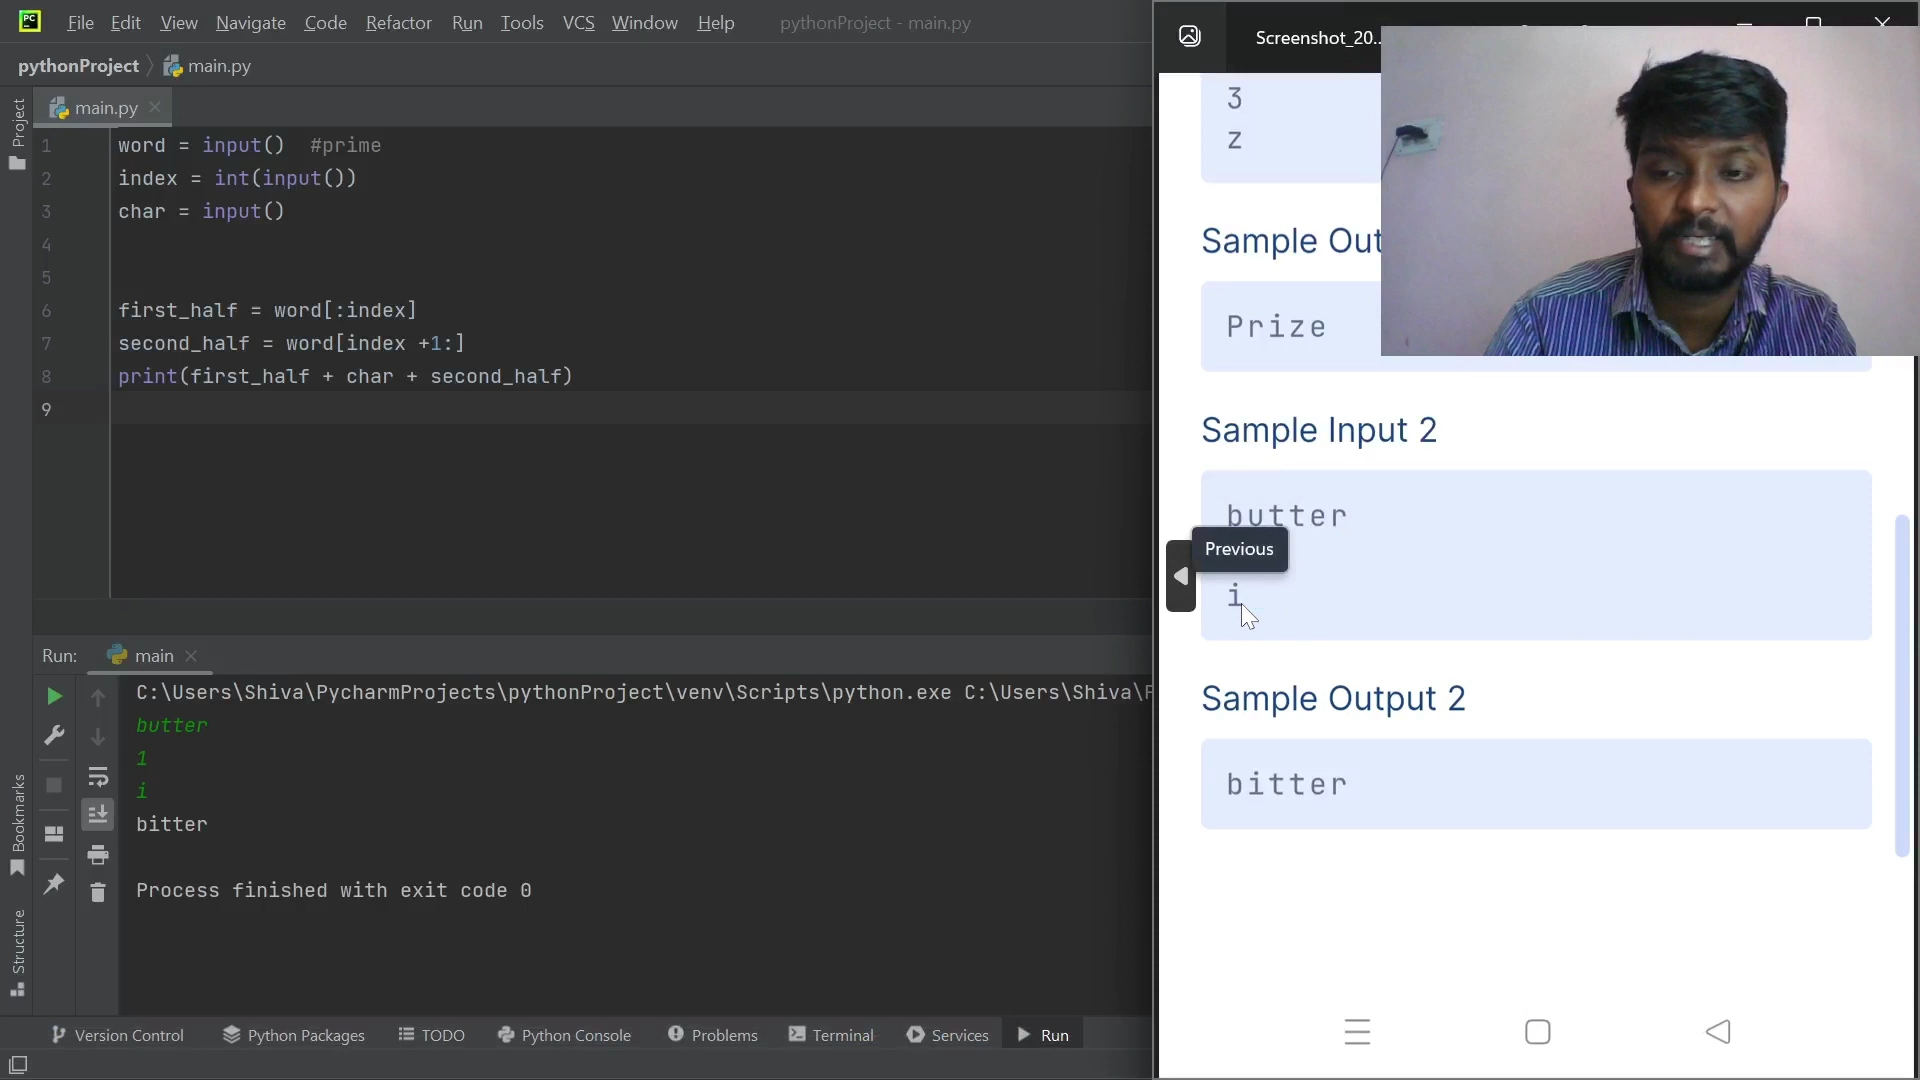 PC File Edit View Navigate Code Refactor Run Tools VCS Window Help pythonProject - main.py
pythonProject main.py
Project
main.py
1 word = input() #prime
2 index = int(input())
3 char = input()
4
5
6 first_half = word[:index]
7 second_half = word[index +1:]
8 print(first_half + char + second_half)
9
Run: main
C:\Users\Shiva\PycharmProjects\pythonProject\venv\Scripts\python.exe C:\Users\Shiva\
butter
1
i
bitter
Process finished with exit code 0
Bookmarks
Structure
Version Control Python Packages TODO Python Console Problems Terminal Services Run
Screenshot_20...
3
z
Sample Out
Prize
Sample Input 2
butter
Previous
i
Sample Output 2
bitter